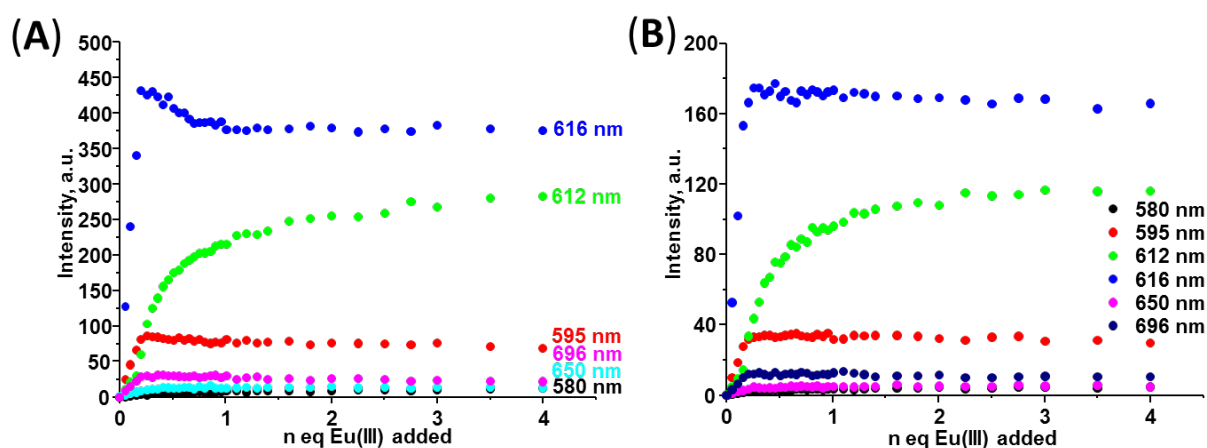 (A)
Intensity, a.u.
500
450
400
350
300
250
200
150
100
50
0
616 nm
612 nm
595 nm
696 nm
650 nm
580 nm
0 1 2 3 4
n eq Eu(III) added
(B)
Intensity, a.u.
200
160
120
80
40
0
580 nm
595 nm
612 nm
616 nm
650 nm
696 nm
0 1 2 3 4
n eq Eu(III) added